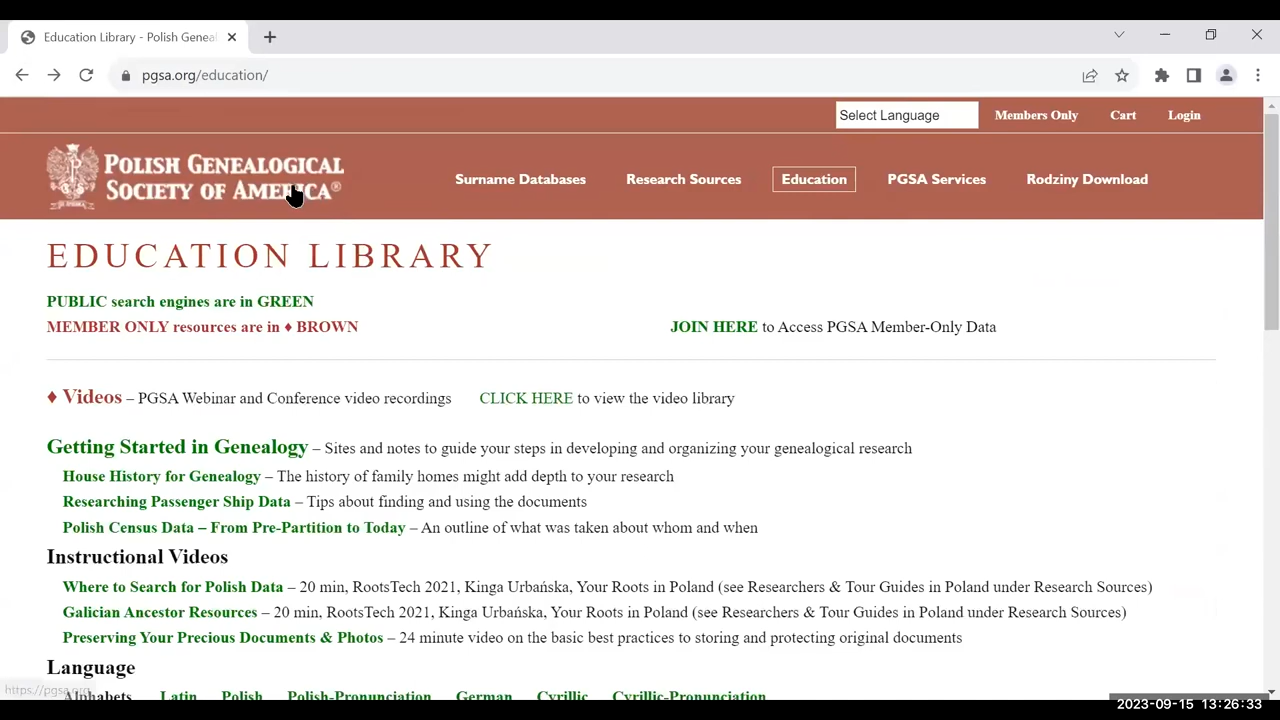 Education Library - Polish Geneal
pgsa.org/education/
Select Language
Members Only
Cart
Login
POLISH GENEALOGICAL
SOCIETY OF AMERICA®
Surname Databases
Research Sources
Education
PGSA Services
Rodziny Download
EDUCATION LIBRARY
PUBLIC search engines are in GREEN
MEMBER ONLY resources are in ♦ BROWN
JOIN HERE to Access PGSA Member-Only Data
♦ Videos – PGSA Webinar and Conference video recordings CLICK HERE to view the video library
Getting Started in Genealogy – Sites and notes to guide your steps in developing and organizing your genealogical research
House History for Genealogy – The history of family homes might add depth to your research
Researching Passenger Ship Data – Tips about finding and using the documents
Polish Census Data – From Pre-Partition to Today – An outline of what was taken about whom and when
Instructional Videos
Where to Search for Polish Data – 20 min, RootsTech 2021, Kinga Urbańska, Your Roots in Poland (see Researchers & Tour Guides in Poland under Research Sources)
Galician Ancestor Resources – 20 min, RootsTech 2021, Kinga Urbańska, Your Roots in Poland (see Researchers & Tour Guides in Poland under Research Sources)
Preserving Your Precious Documents & Photos – 24 minute video on the basic best practices to storing and protecting original documents
Language
Alphabets Latin Polish Polish-Pronunciation German Cyrillic Cyrillic-Pronunciation
https://pgsa.org
2023-09-15 13:26:33